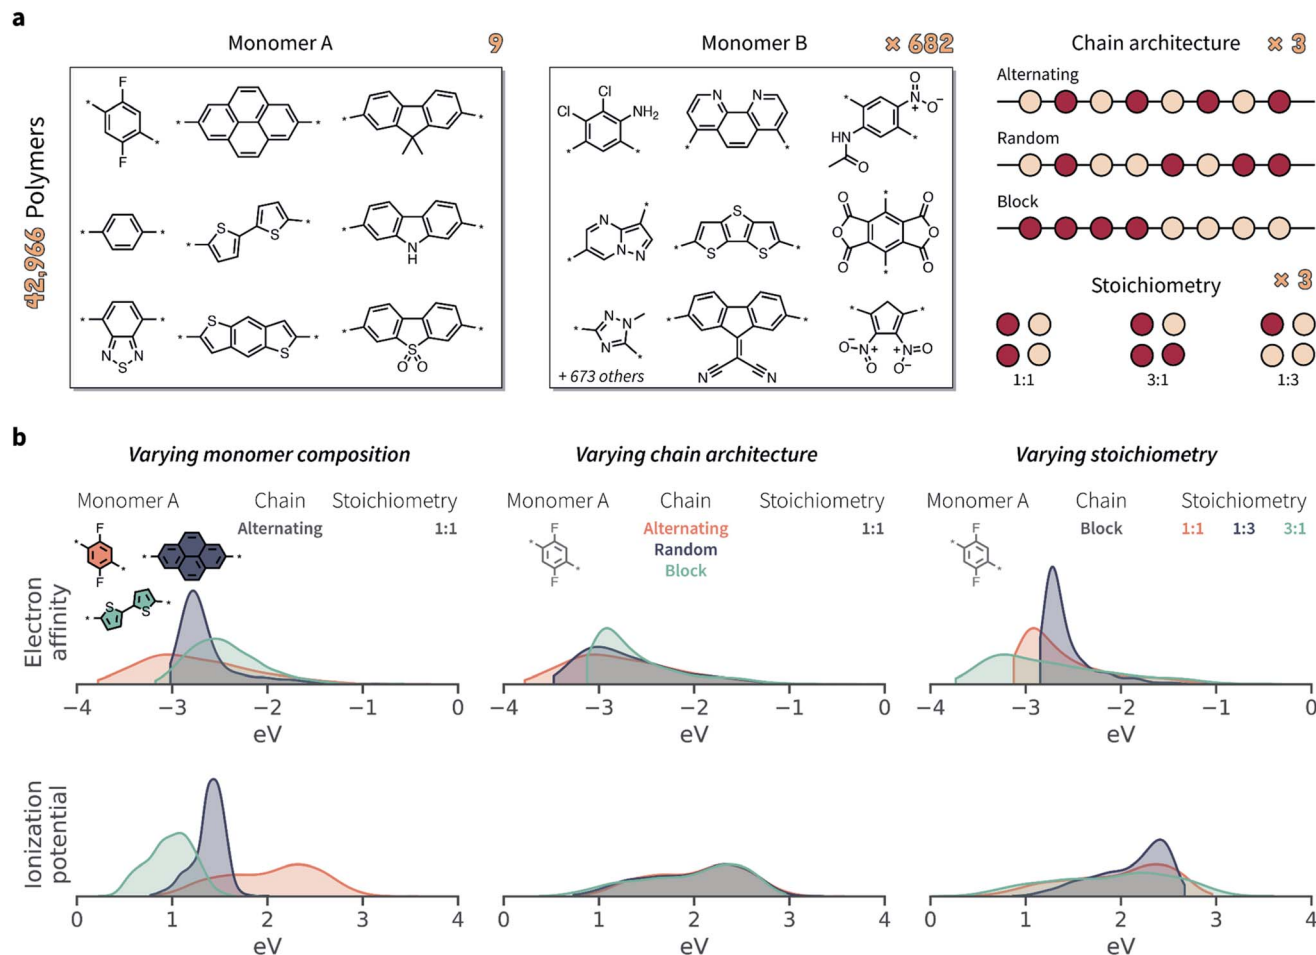 a
Monomer A 9
Monomer B × 682
Chain architecture × 3
42,966 Polymers
F
F
N
H
S
S
N
S
N
S
S
S
O O
Cl
Cl
NH₂
N N
O
N⁺
O⁻
HN
O
N
N
N
S
S
S
O
O
O
O
O
O
N
N
N
N
N
O⁻
N⁺
O
N⁺
O
O⁻
+ 673 others
Alternating
Random
Block
Stoichiometry × 3
1:1 3:1 1:3
b
Varying monomer composition
Monomer A Chain Stoichiometry
Alternating 1:1
F
F
S
S
Varying chain architecture
Monomer A Chain Stoichiometry
Alternating 1:1
Random
Block
F
F
Varying stoichiometry
Monomer A Chain Stoichiometry
Block 1:1 1:3 3:1
F
F
Electron
affinity
−4 −3 −2 −1 0
eV
−4 −3 −2 −1 0
eV
−4 −3 −2 −1 0
eV
Ionization
potential
0 1 2 3 4
eV
0 1 2 3 4
eV
0 1 2 3 4
eV